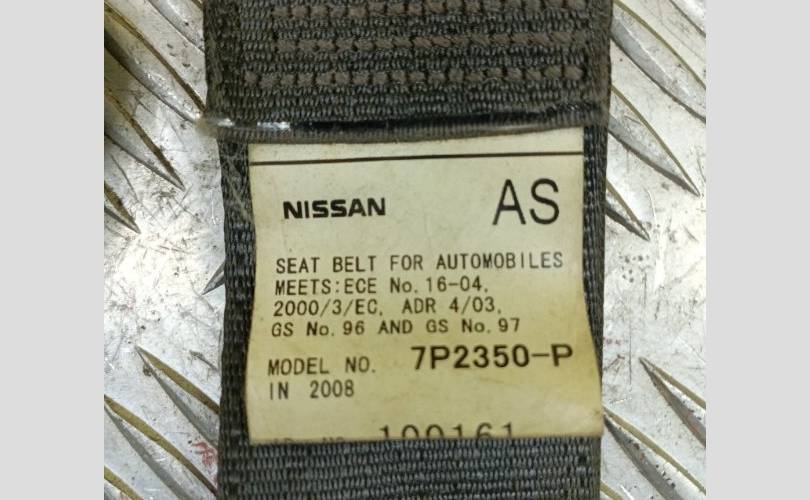 NISSAN AS
SEAT BELT FOR AUTOMOBILES
MEETS:ECE No.16-04,
2000/3/EC, ADR 4/03,
GS No.96 AND GS No.97
MODEL NO. 7P2350-P
IN 2008